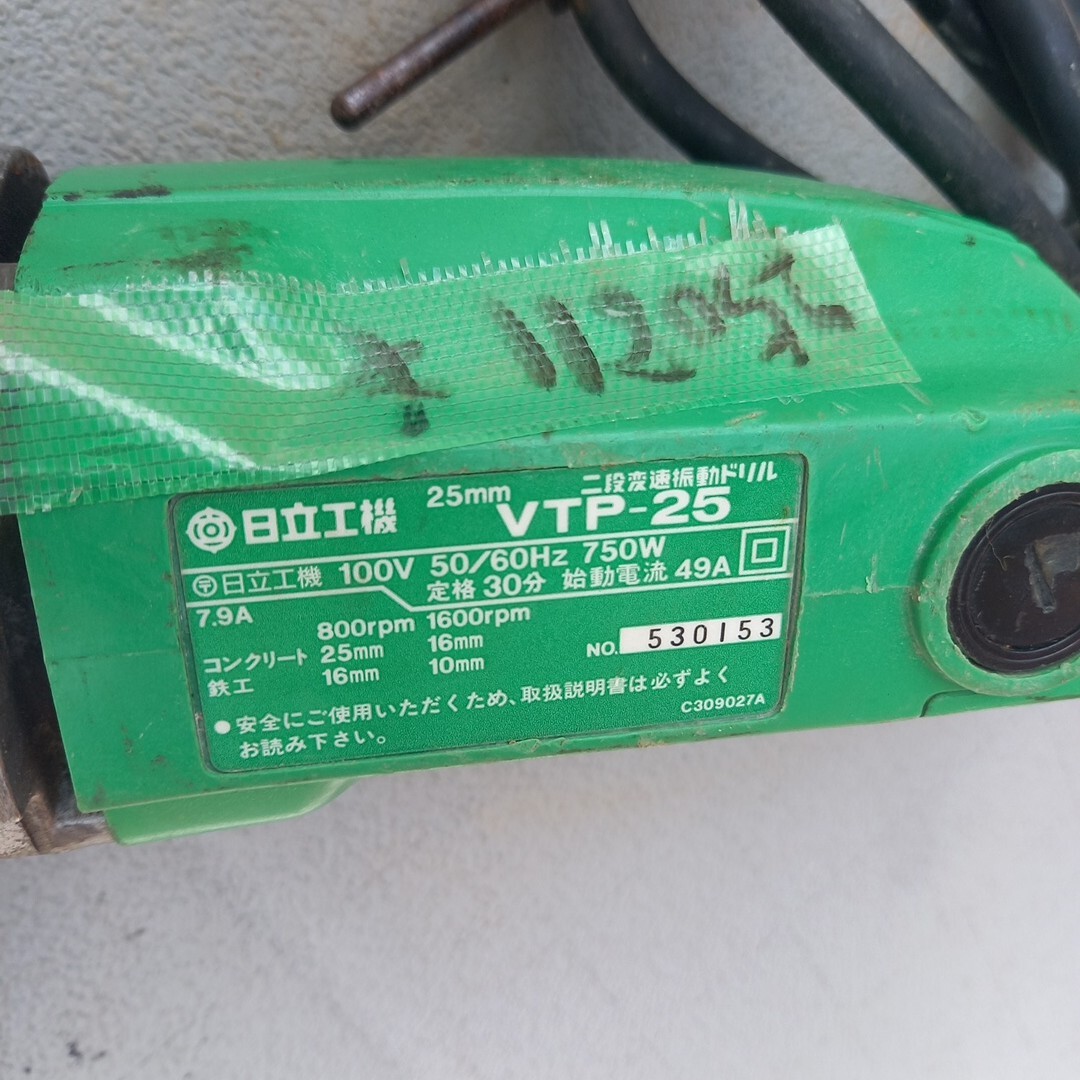 112
25mm 二段変速振動ドリル
日立工機 VTP-25
〒日立工機 100V 50/60Hz 750W
7.9A 定格 30分 始動電流 49A
800rpm 1600rpm
コンクリート 25mm 16mm
鉄工 16mm 10mm
NO. 530153
●安全にご使用いただくため、取扱説明書は必ずよく
お読み下さい。
C309027A